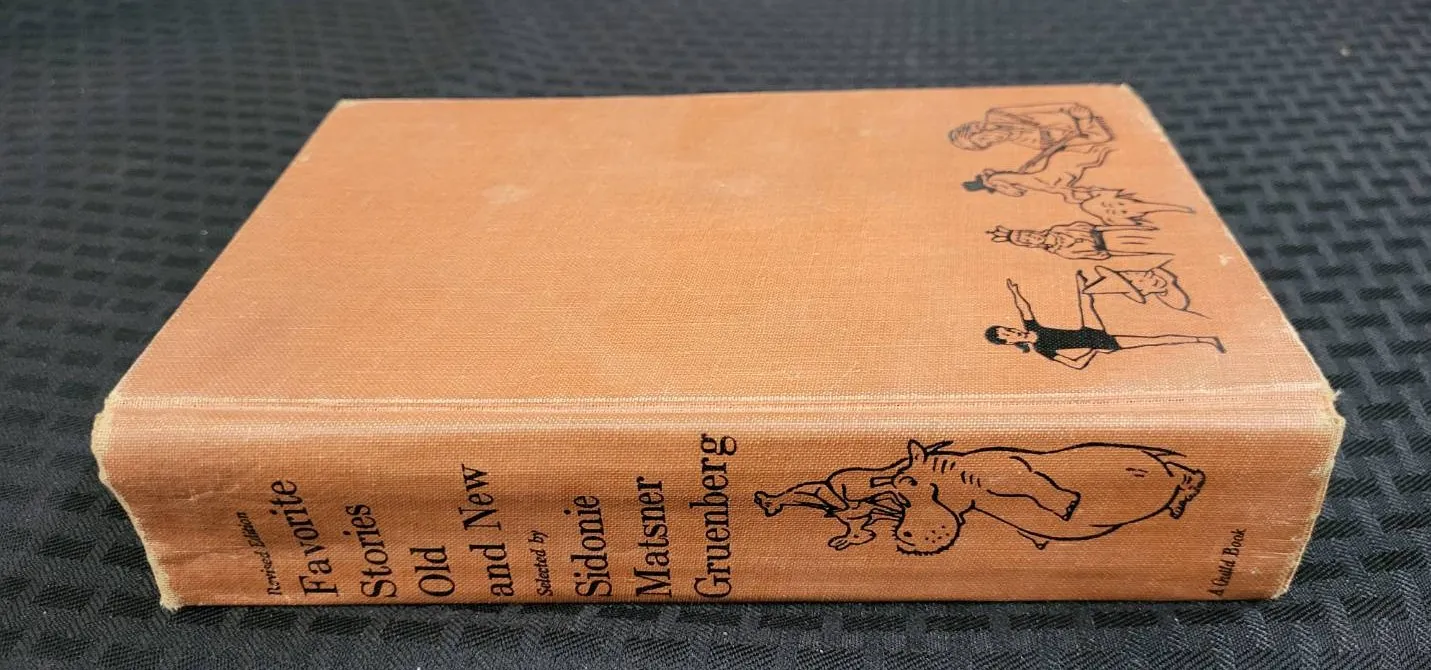 Revised Edition
Favorite
Stories
Old
and New
Selected by
Sidonie
Matsner
Gruenberg
A Guild Book